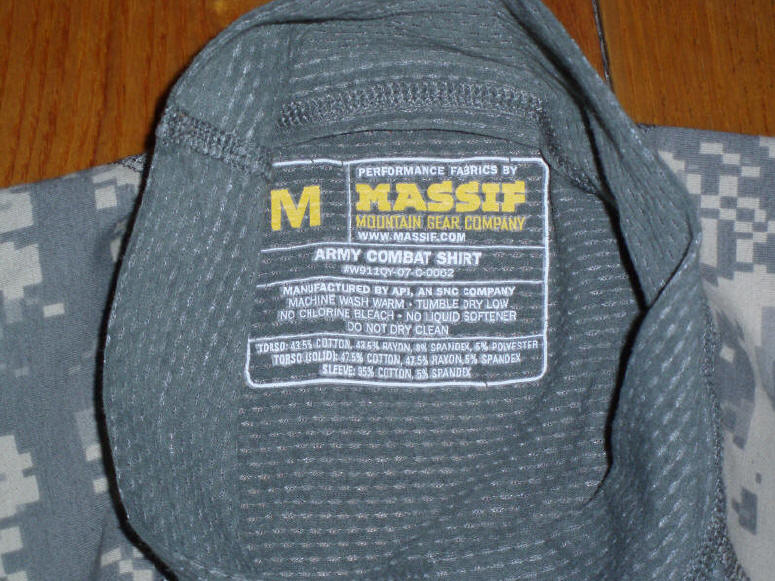 M
PERFORMANCE FABRICS BY
MASSIF
MOUNTAIN GEAR COMPANY
WWW.MASSIF.COM
ARMY COMBAT SHIRT
#W911QY-07-C-0062
MANUFACTURED BY API, AN SNC COMPANY
MACHINE WASH WARM · TUMBLE DRY LOW
NO CHLORINE BLEACH · NO LIQUID SOFTENER
DO NOT DRY CLEAN
TORSO: 43.5% COTTON, 43.5% RAYON, 8% SPANDEX, 5% POLYESTER
TORSO (SOLID): 47.5% COTTON, 47.5% RAYON, 5% SPANDEX
SLEEVE: 95% COTTON, 5% SPANDEX